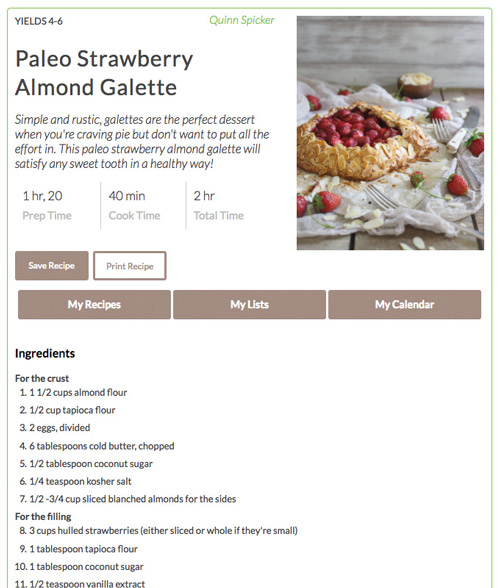 YIELDS 4-6
Quinn Spicker
Paleo Strawberry
Almond Galette
Simple and rustic, galettes are the perfect dessert
when you're craving pie but don't want to put all the
effort in. This paleo strawberry almond galette will
satisfy any sweet tooth in a healthy way!
1 hr, 20
40 min
2 hr
Prep Time
Cook Time
Total Time
Save Recipe
Print Recipe
My Recipes
My Lists
My Calendar
Ingredients
For the crust
1. 1 1/2 cups almond flour
2. 1/2 cup tapioca flour
3. 2 eggs, divided
4. 6 tablespoons cold butter, chopped
5. 1/2 tablespoon coconut sugar
6. 1/4 teaspoon kosher salt
7. 1/2 -3/4 cup sliced blanched almonds for the sides
For the filling
8. 3 cups hulled strawberries (either sliced or whole if they're small)
9. 1 tablespoon tapioca flour
10. 1 tablespoon coconut sugar
11. 1/2 teaspoon vanilla extract